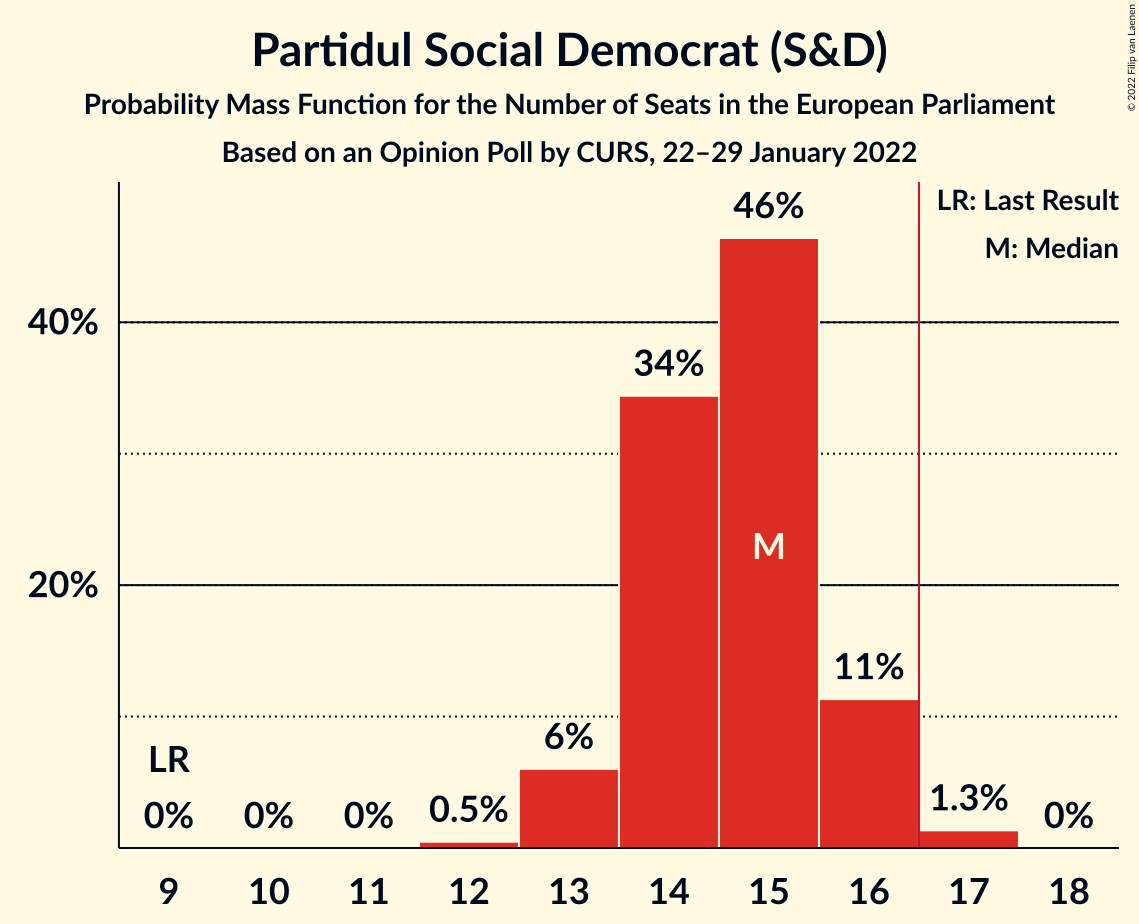 Partidul Social Democrat (S&D)
Probability Mass Function for the Number of Seats in the European Parliament
Based on an Opinion Poll by CURS, 22–29 January 2022
© 2022 Filip van Laenen
LR: Last Result
M: Median
40%
20%
LR
0%
0%
0%
0.5%
6%
34%
46%
M
11%
1.3%
0%
9 10 11 12 13 14 15 16 17 18